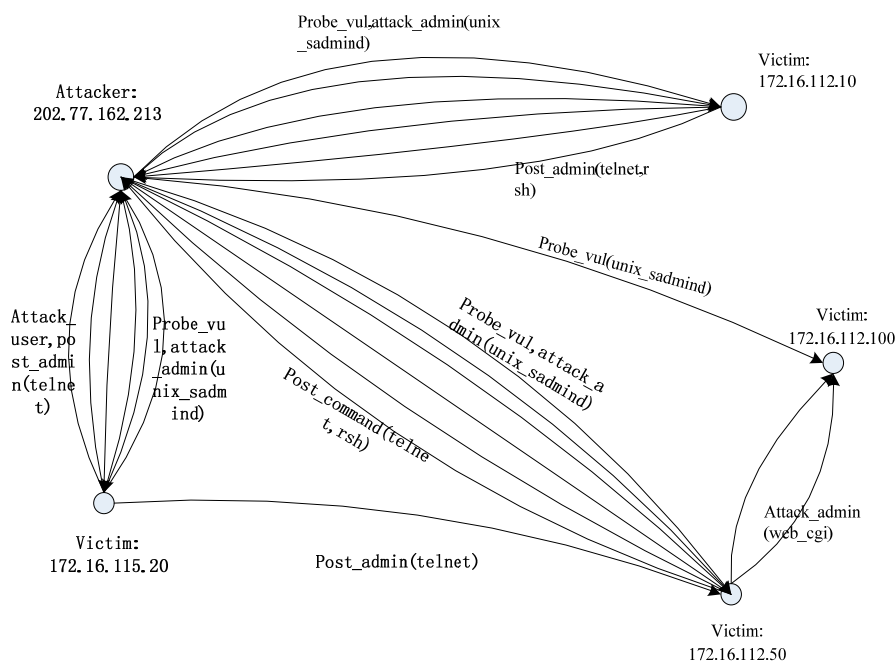 Probe_vul,attack_admin(unix
_sadmind)
Victim:
172.16.112.10
Attacker:
202.77.162.213
Post_admin(telnet,r
sh)
Probe_vul(unix_sadmind)
Victim:
172.16.112.100
Attack_
user,po
st_admi
n(telne
t)
Probe_vu
l,attack
_admin(u
nix_sadm
ind)
Probe_vul,attack_a
dmin(unix_sadmind)
Post_command(telne
t,rsh)
Attack_admin
(web_cgi)
Victim:
172.16.115.20
Post_admin(telnet)
Victim:
172.16.112.50